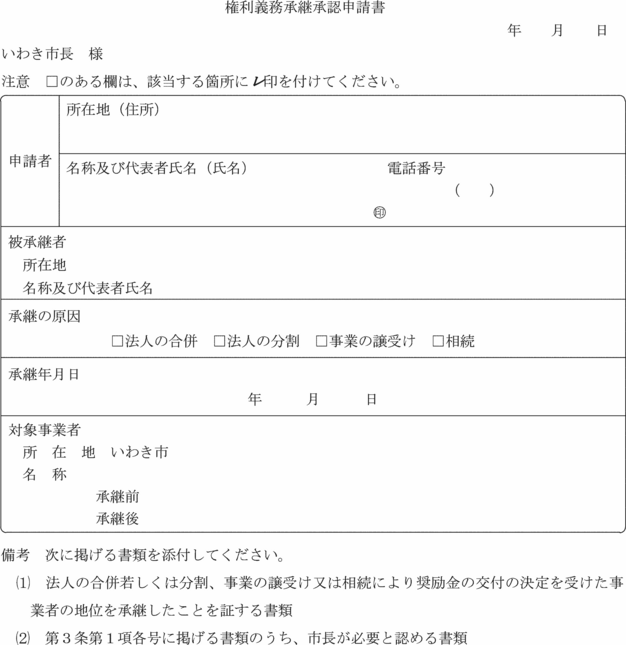 権利義務承継承認申請書
年　　月　　日
いわき市長　様
注意　□のある欄は、該当する箇所に✓印を付けてください。
申請者
所在地（住所）
名称及び代表者氏名（氏名）　　電話番号
（　　）
㊞
被承継者
所在地
名称及び代表者氏名
承継の原因
□法人の合併　□法人の分割　□事業の譲受け　□相続
承継年月日
年　　　月　　　日
対象事業者
所　在　地　いわき市
名　称
承継前
承継後
備考　次に掲げる書類を添付してください。
⑴　法人の合併若しくは分割、事業の譲受け又は相続により奨励金の交付の決定を受けた事
業者の地位を承継したことを証する書類
⑵　第３条第１項各号に掲げる書類のうち、市長が必要と認める書類